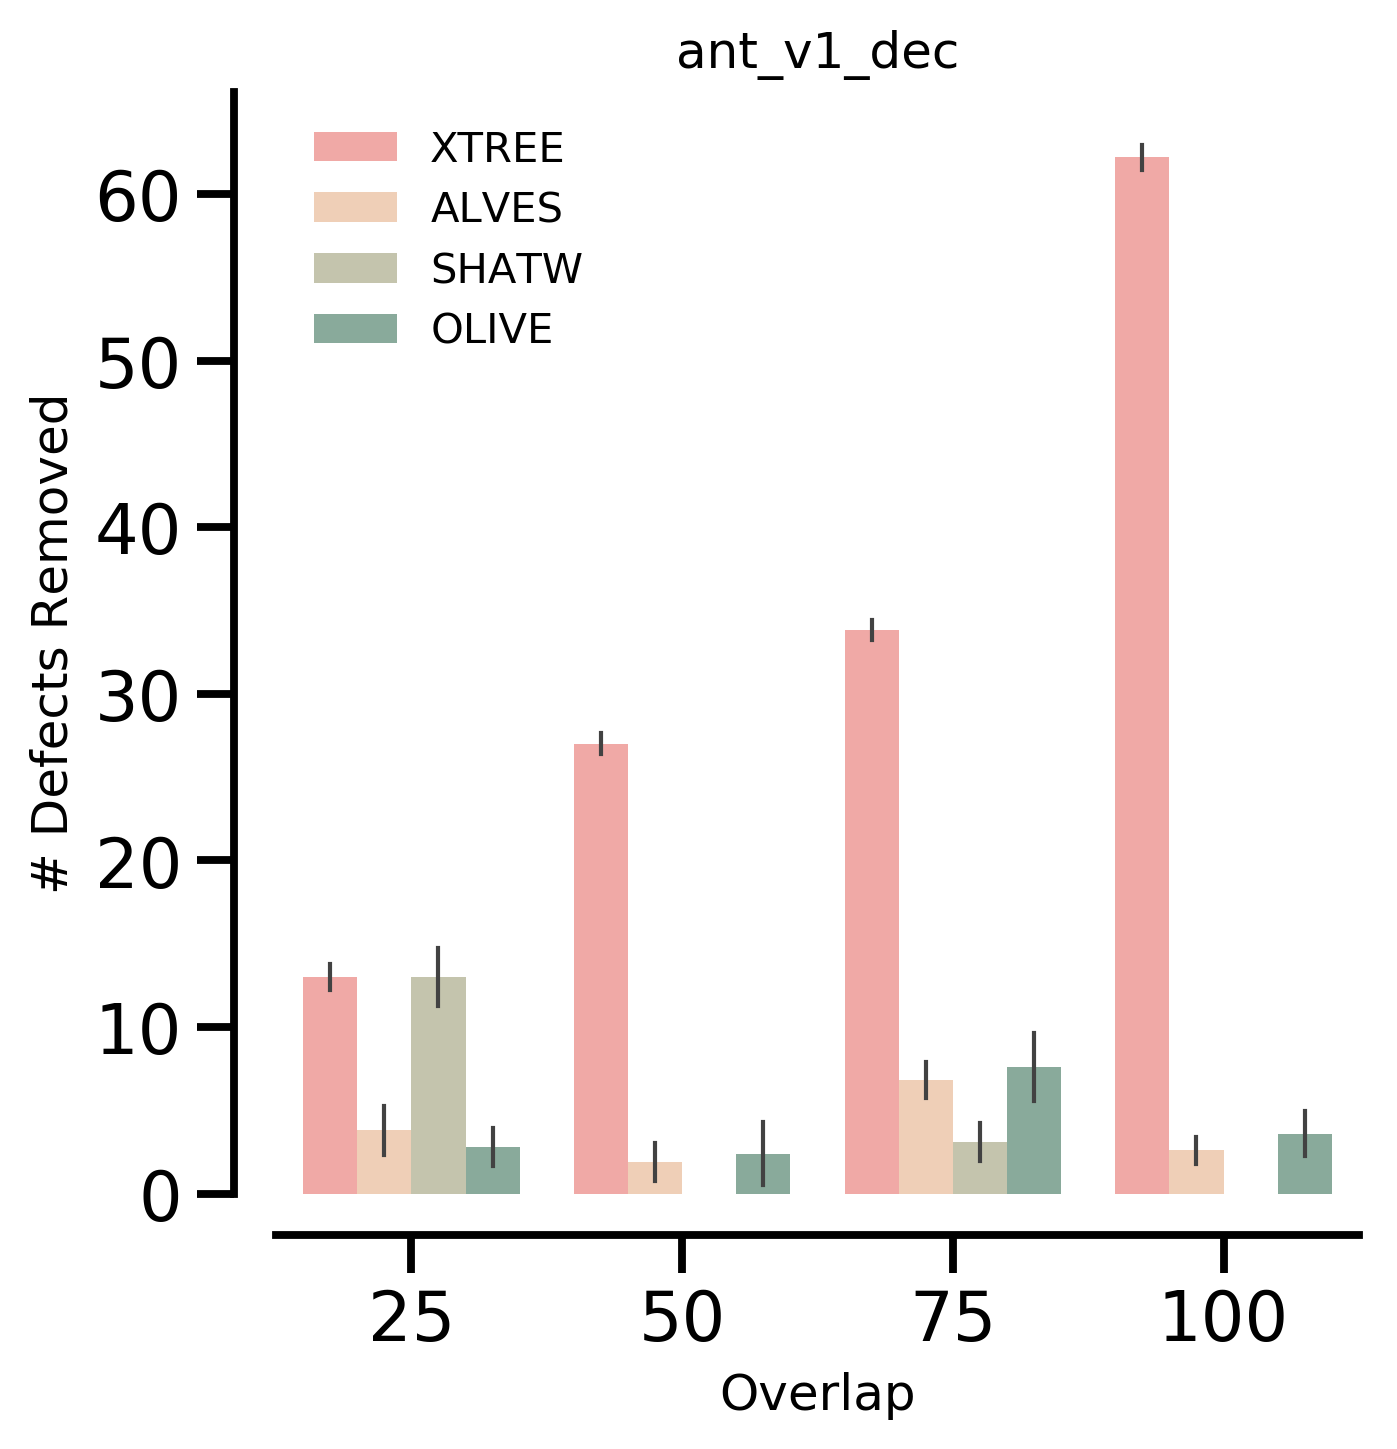 ant_v1_dec
XTREE
ALVES
SHATW
OLIVE
# Defects Removed
60
50
40
30
20
10
0
25 50 75 100
Overlap